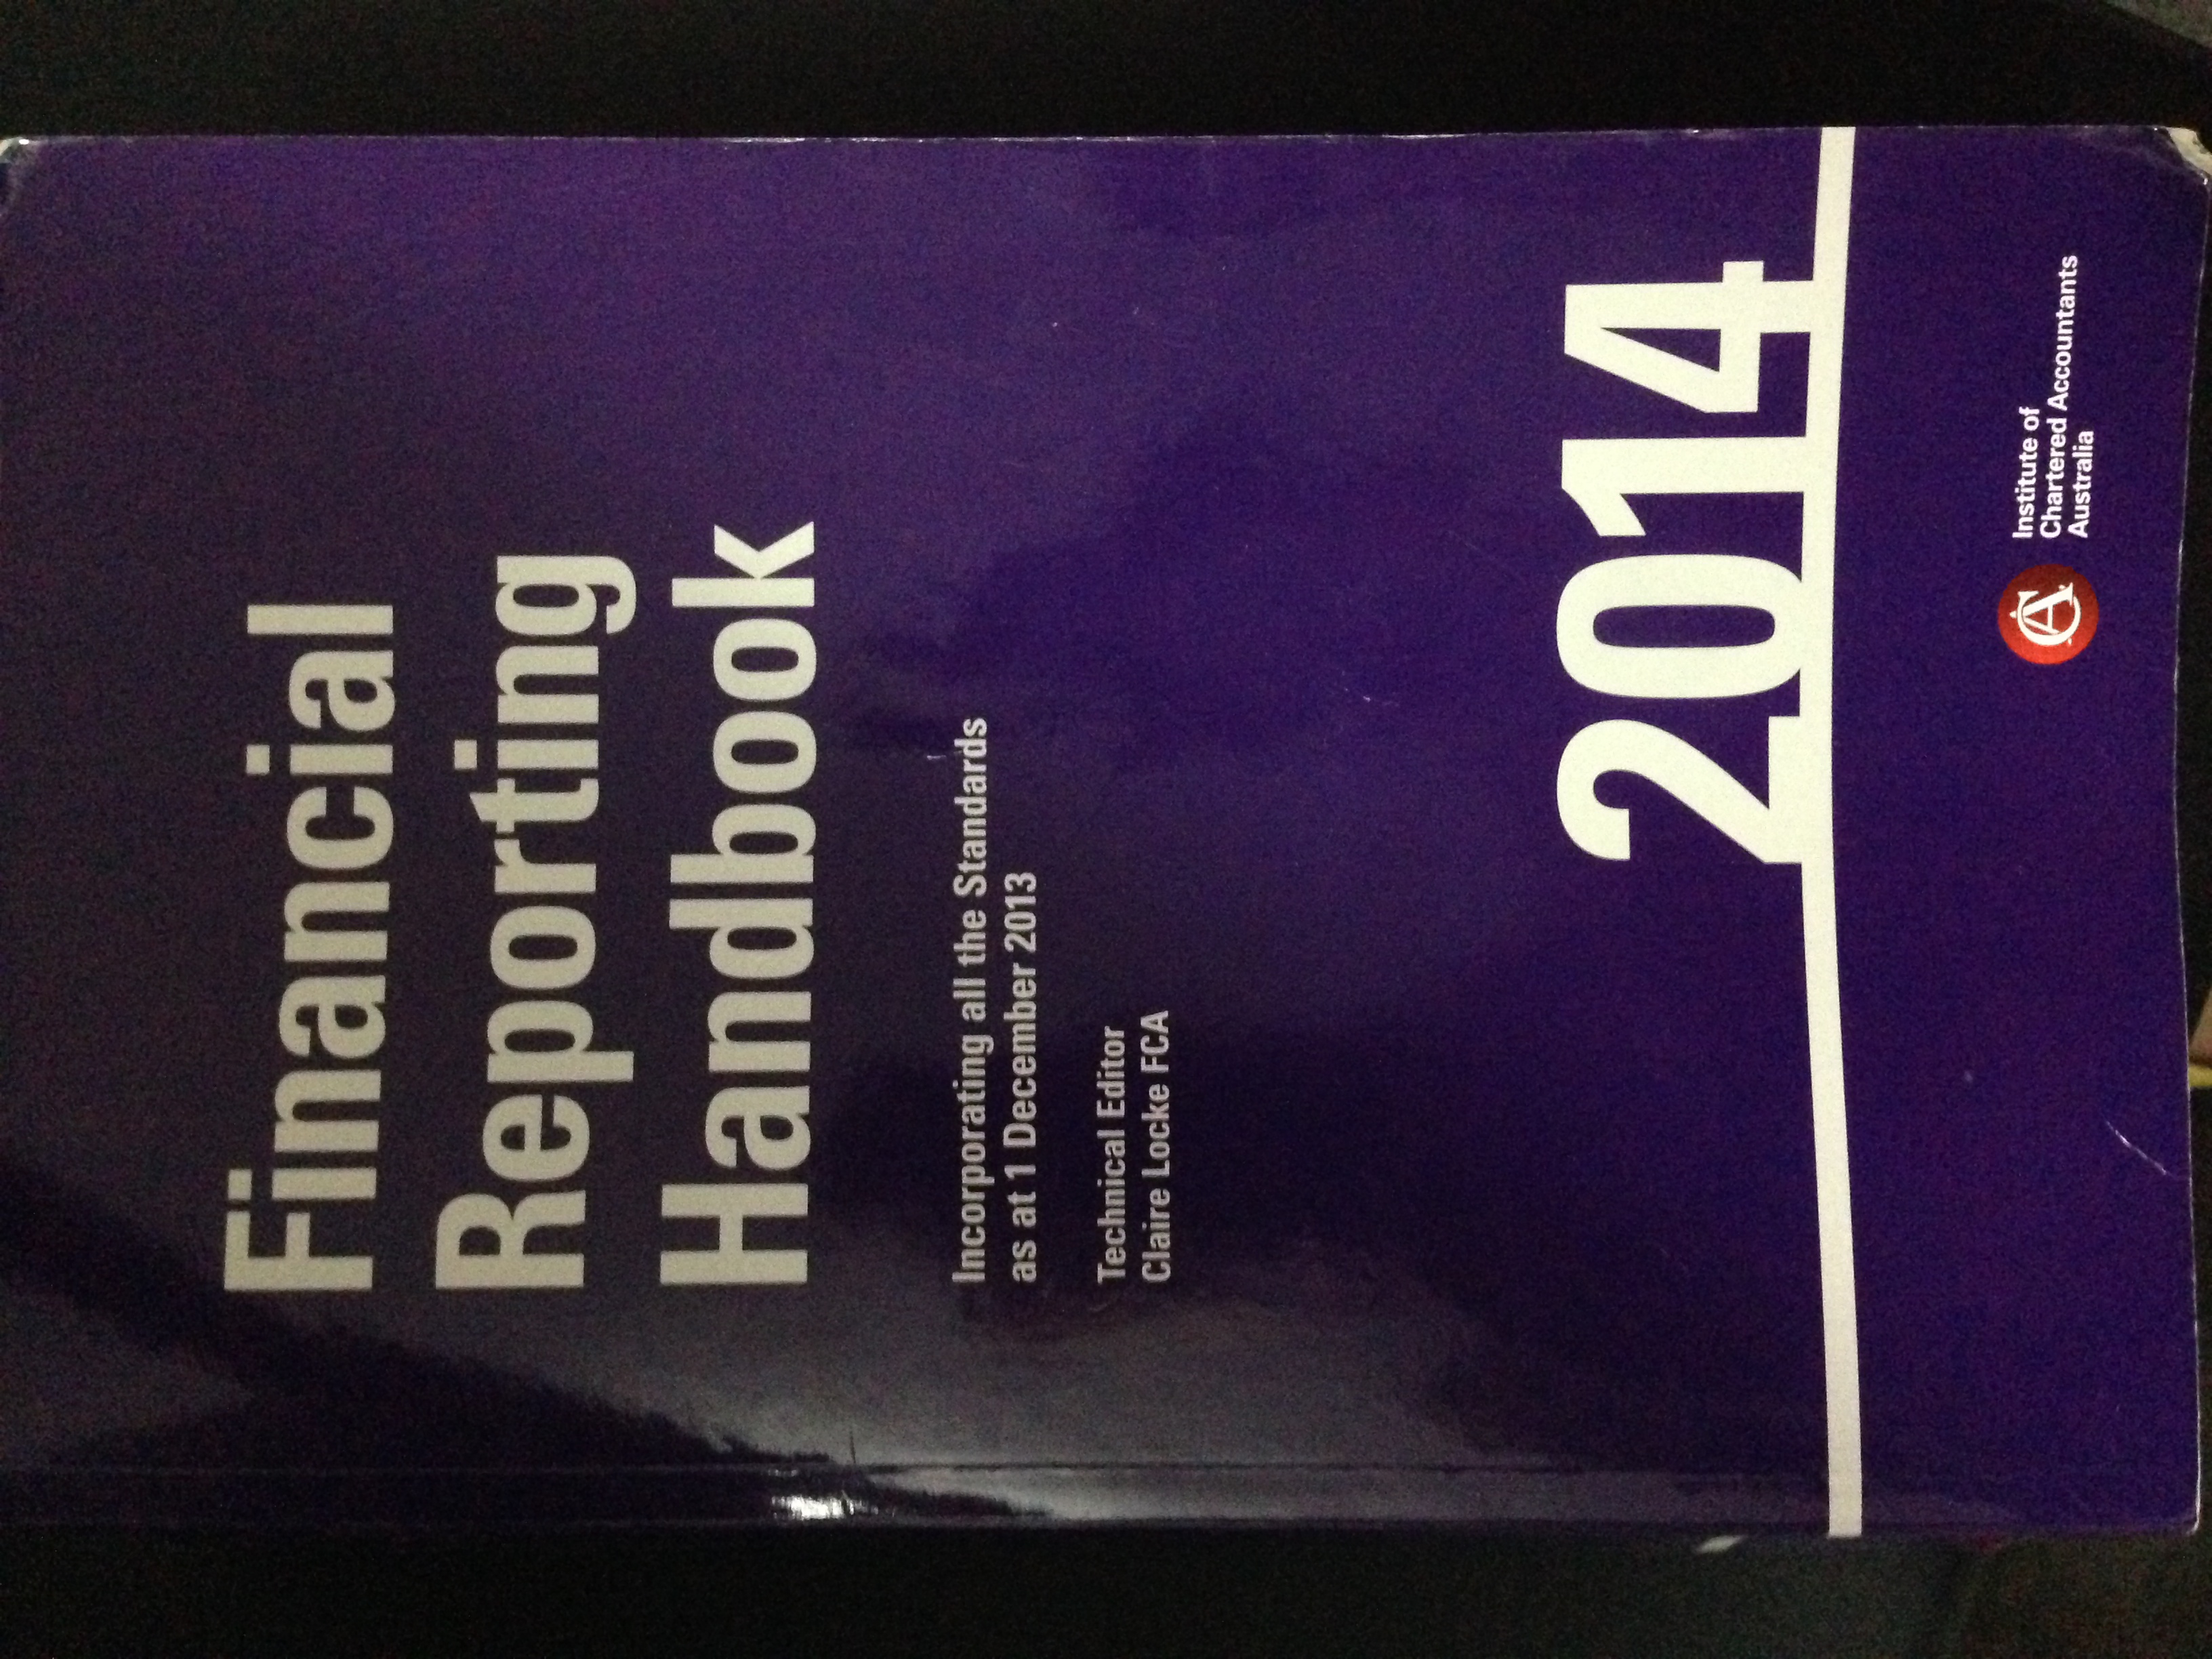 Financial
Reporting
Handbook
Incorporating all the Standards
as at 1 December 2013
Technical Editor
Claire Locke FCA
2014
CA
Institute of
Chartered Accountants
Australia